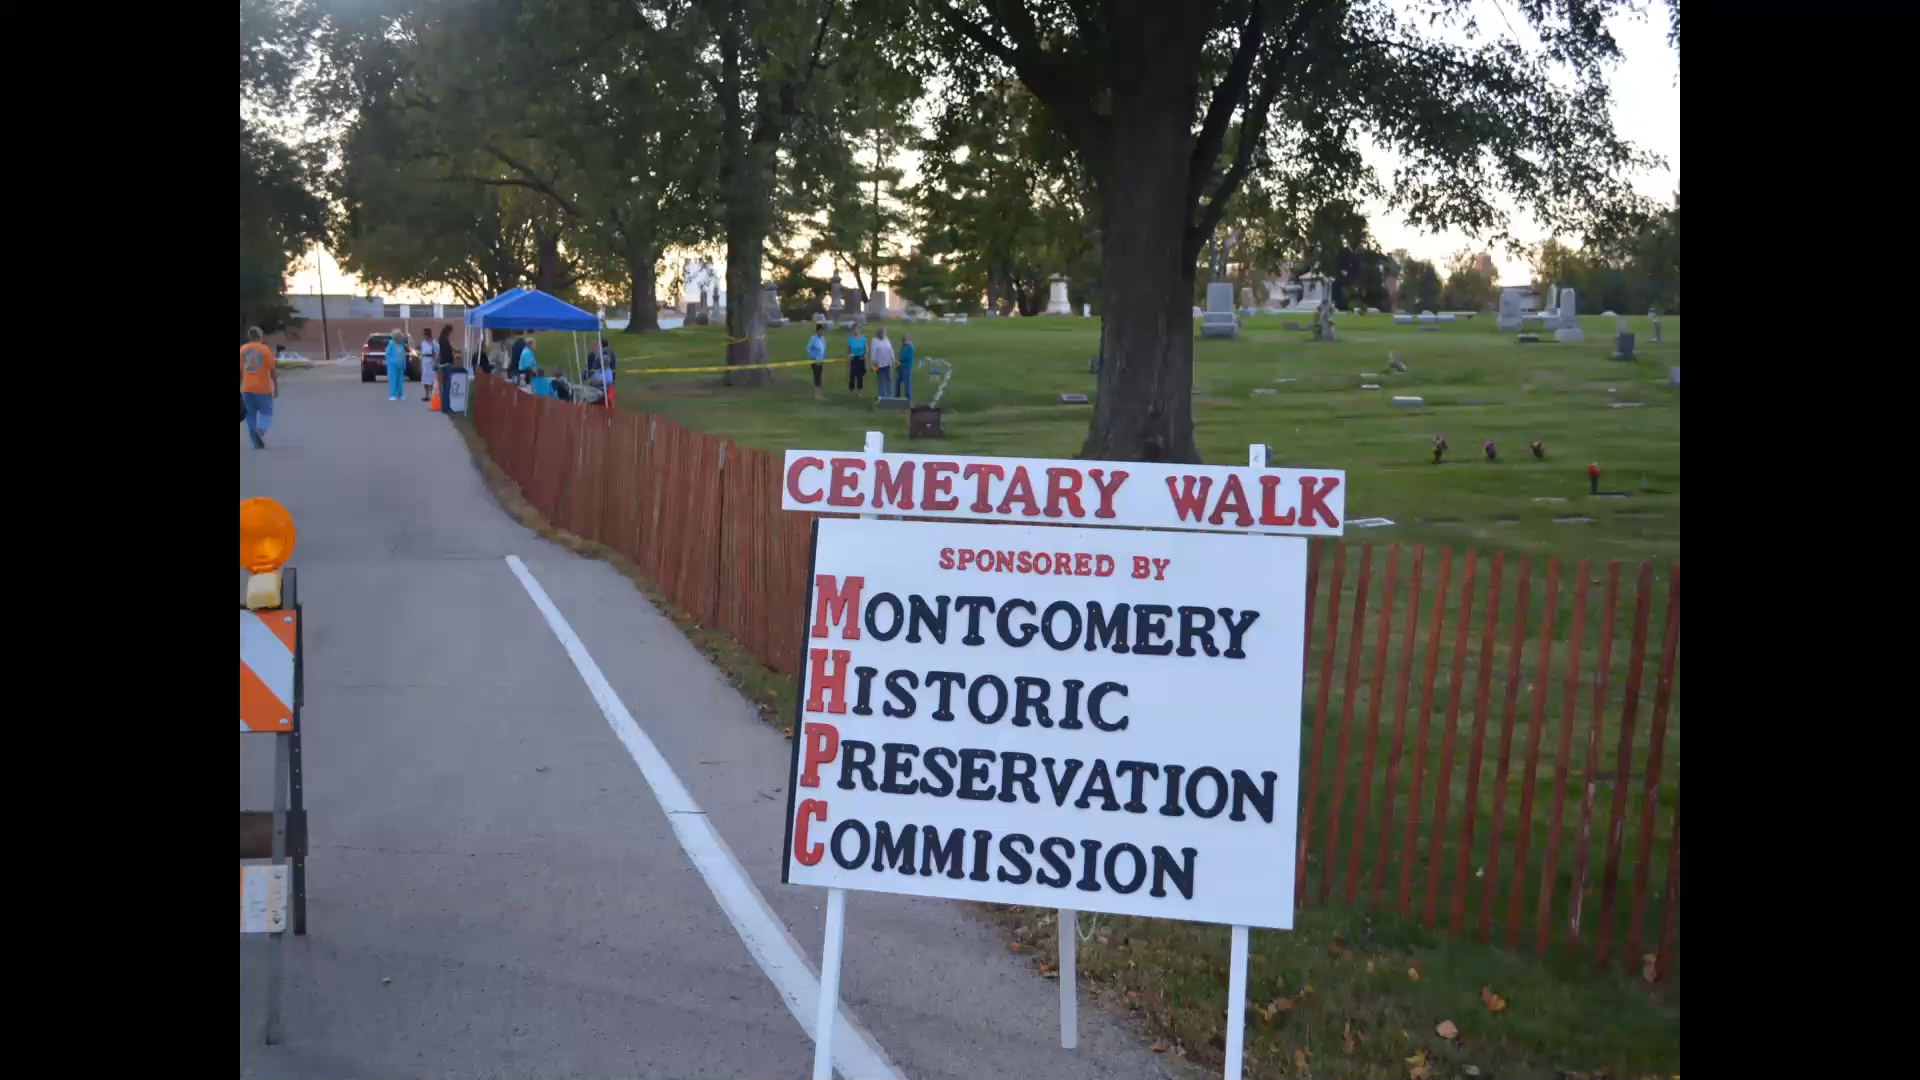 CEMETARY WALK
SPONSORED BY
MONTGOMERY
HISTORIC
PRESERVATION
COMMISSION